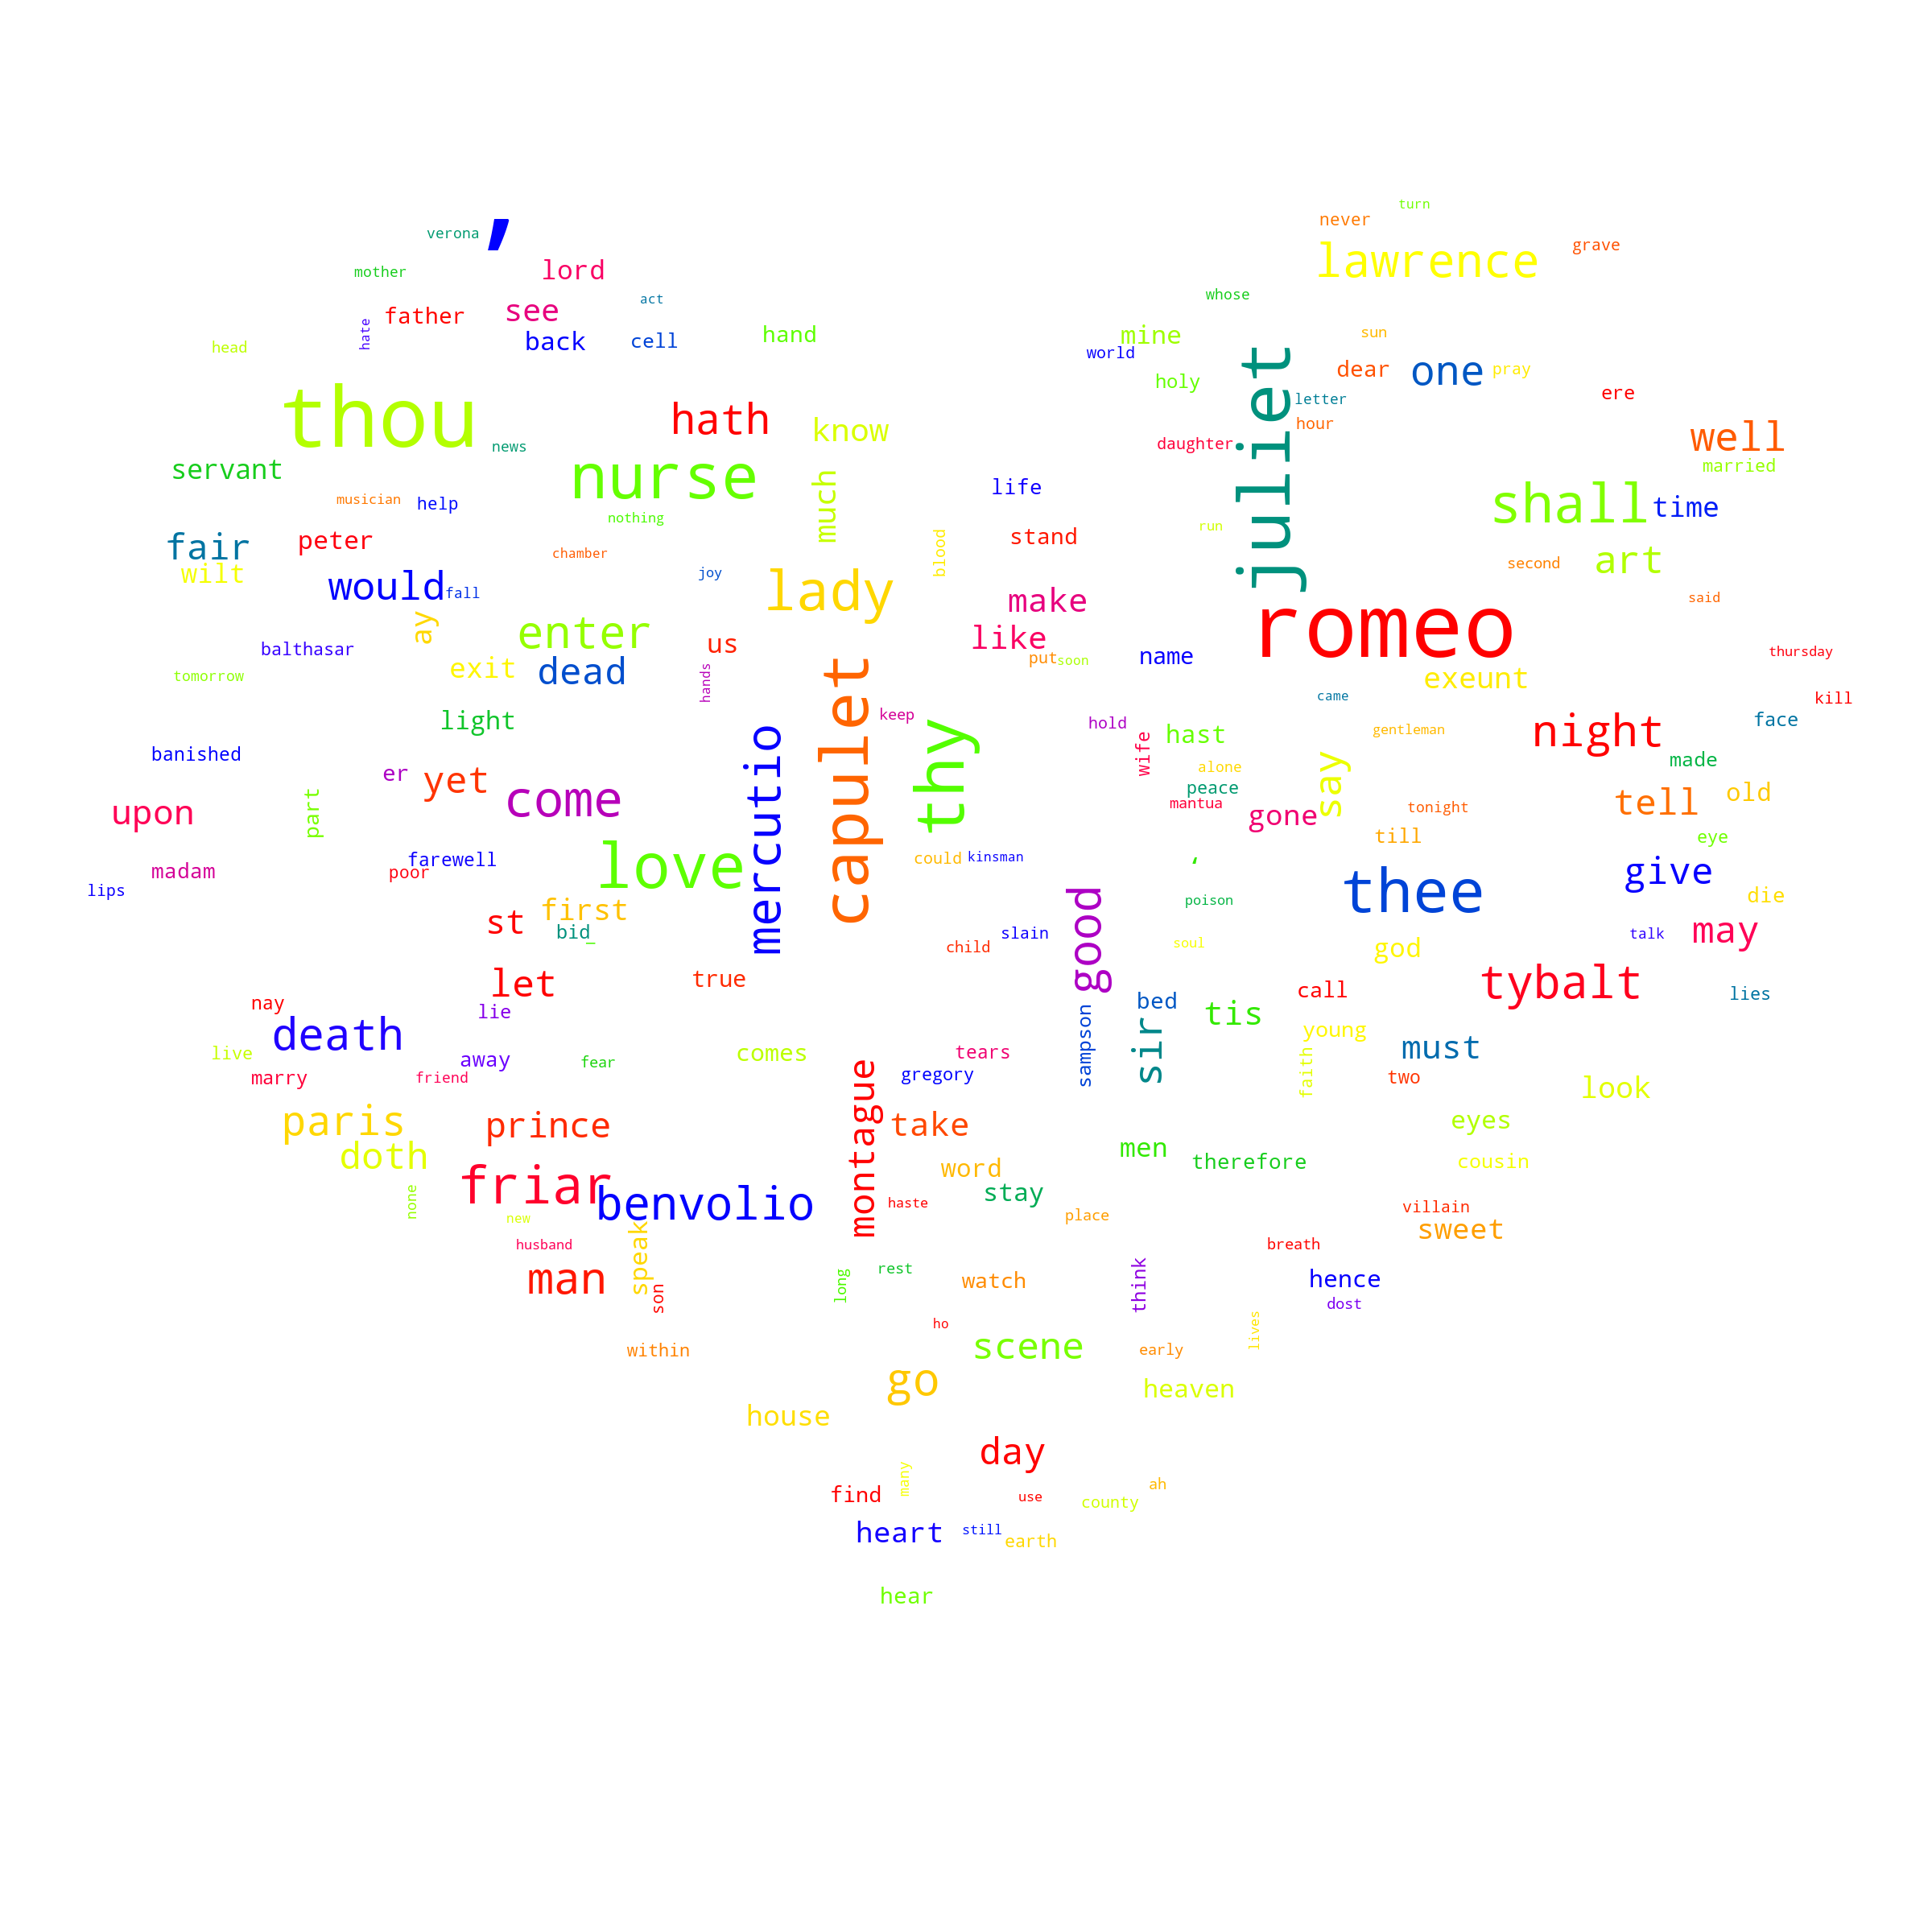 turn
never
verona
,
grave
lawrence
lord
mother
whose
act
see
father
sun
hate
hand
mine
back
cell
head
world
dear
one
pray
holy
ere
letter
thou
hath
hour
know
well
daughter
news
juliet
married
servant
nurse
life
musician
help
much
shall
time
nothing
run
stand
peter
fair
chamber
blood
art
second
wilt
joy
would
fall
lady
make
said
ay
romeo
enter
like
us
balthasar
name
put
soon
thursday
exit
dead
tomorrow
exeunt
hands
came
kill
keep
light
face
hold
night
gentleman
hast
banished
wife
made
alone
er
yet
thy
say
peace
old
capulet
come
tell
mantua
tonight
upon
part
gone
till
eye
mercutio
farewell
could
kinsman
'
love
madam
poor
give
lips
thee
die
poison
first
st
bid
_
slain
may
talk
good
child
soul
god
true
let
tybalt
call
lies
nay
bed
lie
tis
death
young
sir
sampson
must
live
away
fear
comes
tears
marry
friend
gregory
faith
two
look
paris
prince
take
eyes
montague
men
doth
word
therefore
cousin
friar
stay
none
benvolio
haste
villain
new
place
sweet
husband
speak
breath
rest
man
long
watch
think
hence
son
dost
ho
lives
within
scene
early
go
heaven
house
day
many
ah
find
use
county
heart
still
earth
hear